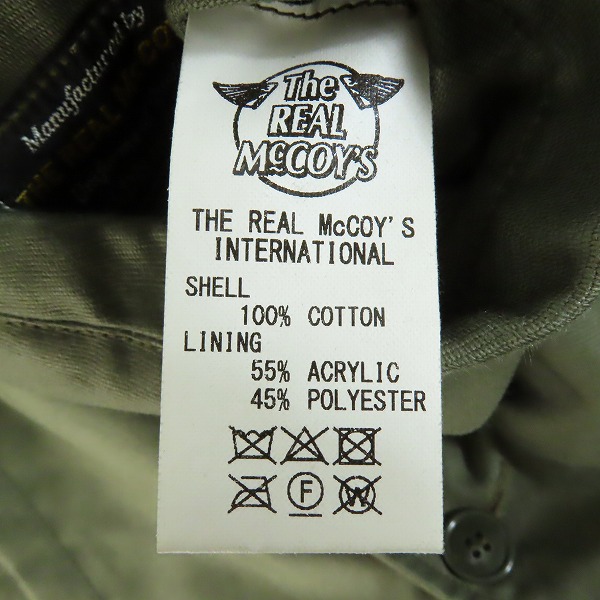 Manufactured by
The
REAL
McCOY'S
THE REAL McCOY'S
INTERNATIONAL
SHELL
100% COTTON
LINING
55% ACRYLIC
45% POLYESTER
F
W